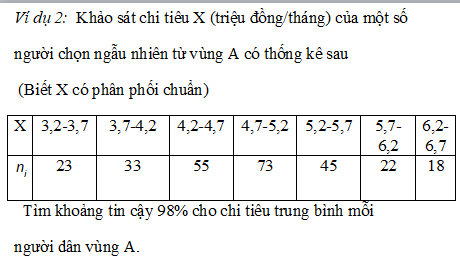 Ví dụ 2: Khảo sát chi tiêu X (triệu đồng/tháng) của một số
người chọn ngẫu nhiên từ vùng A có thống kê sau
(Biết X có phân phối chuẩn)
X 3,2-3,7 3,7-4,2 4,2-4,7 4,7-5,2 5,2-5,7 5,7-6,2 6,2-6,7
nᵢ 23 33 55 73 45 22 18
Tìm khoảng tin cậy 98% cho chi tiêu trung bình mỗi
người dân vùng A.